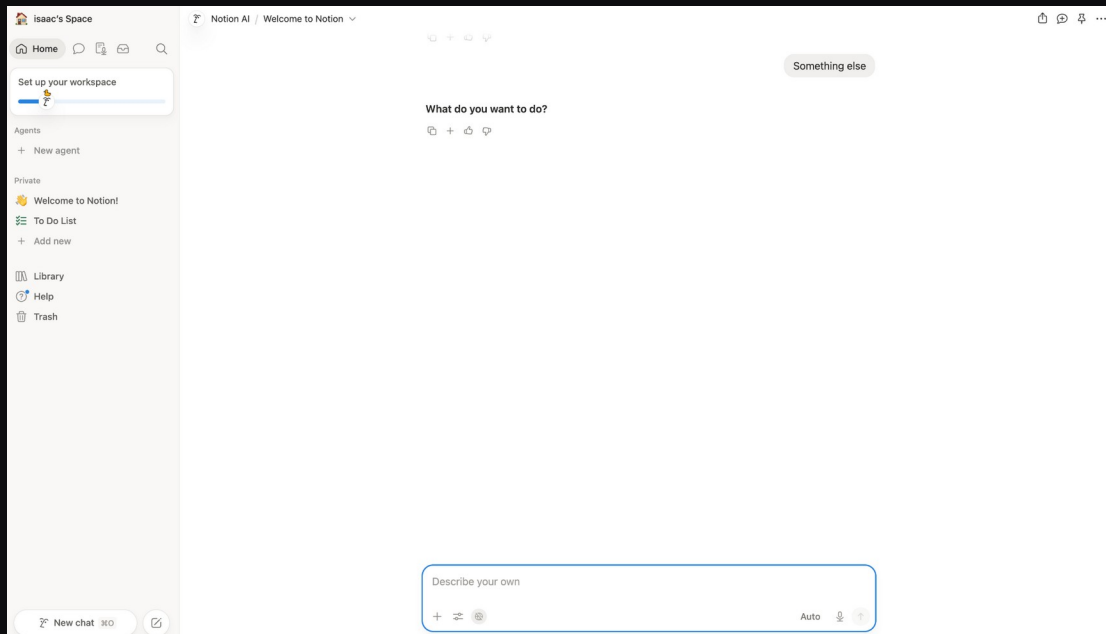 isaac's Space
Notion AI / Welcome to Notion
Home
Set up your workspace
Agents
+ New agent
Private
Welcome to Notion!
To Do List
+ Add new
Library
Help
Trash
New chat ⌘O
Something else
What do you want to do?
Describe your own
Auto